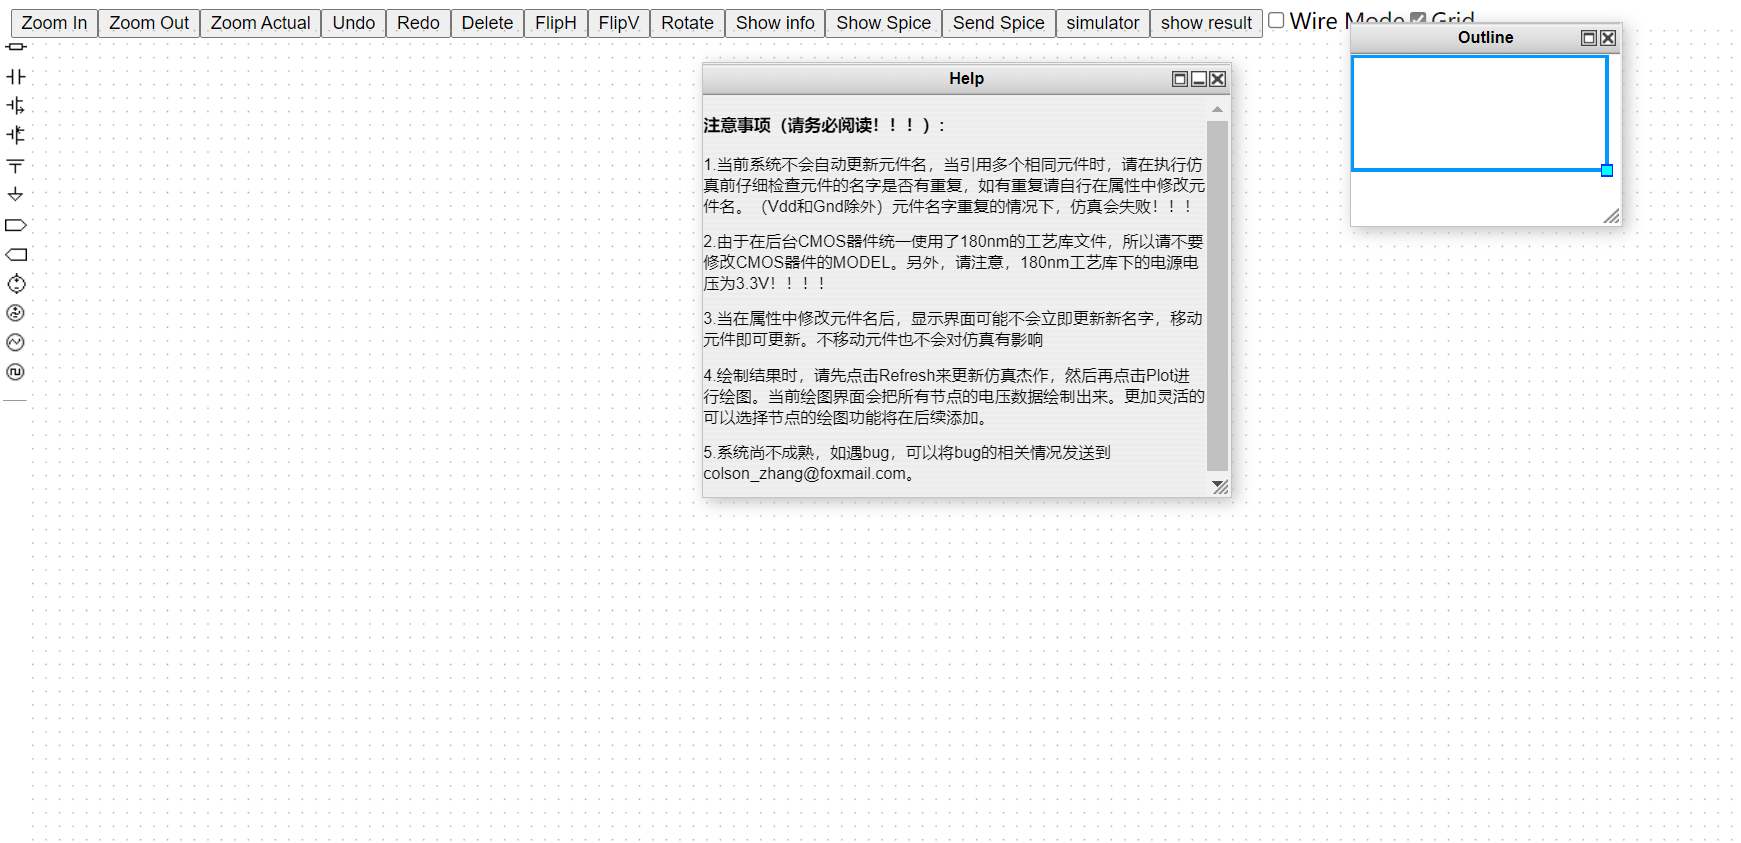 Zoom In Zoom Out Zoom Actual Undo Redo Delete FlipH FlipV Rotate Show info Show Spice Send Spice simulator show result Wire Mode Grid
Outline
Help
注意事项（请务必阅读！！！）：
1.当前系统不会自动更新元件名，当引用多个相同元件时，请在执行仿
真前仔细检查元件的名字是否有重复，如有重复请自行在属性中修改元
件名。（Vdd和Gnd除外）元件名字重复的情况下，仿真会失败！！！
2.由于在后台CMOS器件统一使用了180nm的工艺库文件，所以请不要
修改CMOS器件的MODEL。另外，请注意，180nm工艺库下的电源电
压为3.3V！！！！
3.当在属性中修改元件名后，显示界面可能不会立即更新新名字，移动
元件即可更新。不移动元件也不会对仿真有影响
4.绘制结果时，请先点击Refresh来更新仿真杰作，然后再点击Plot进
行绘图。当前绘图界面会把所有节点的电压数据绘制出来。更加灵活的
可以选择节点的绘图功能将在后续添加。
5.系统尚不成熟，如遇bug，可以将bug的相关情况发送到
colson_zhang@foxmail.com。